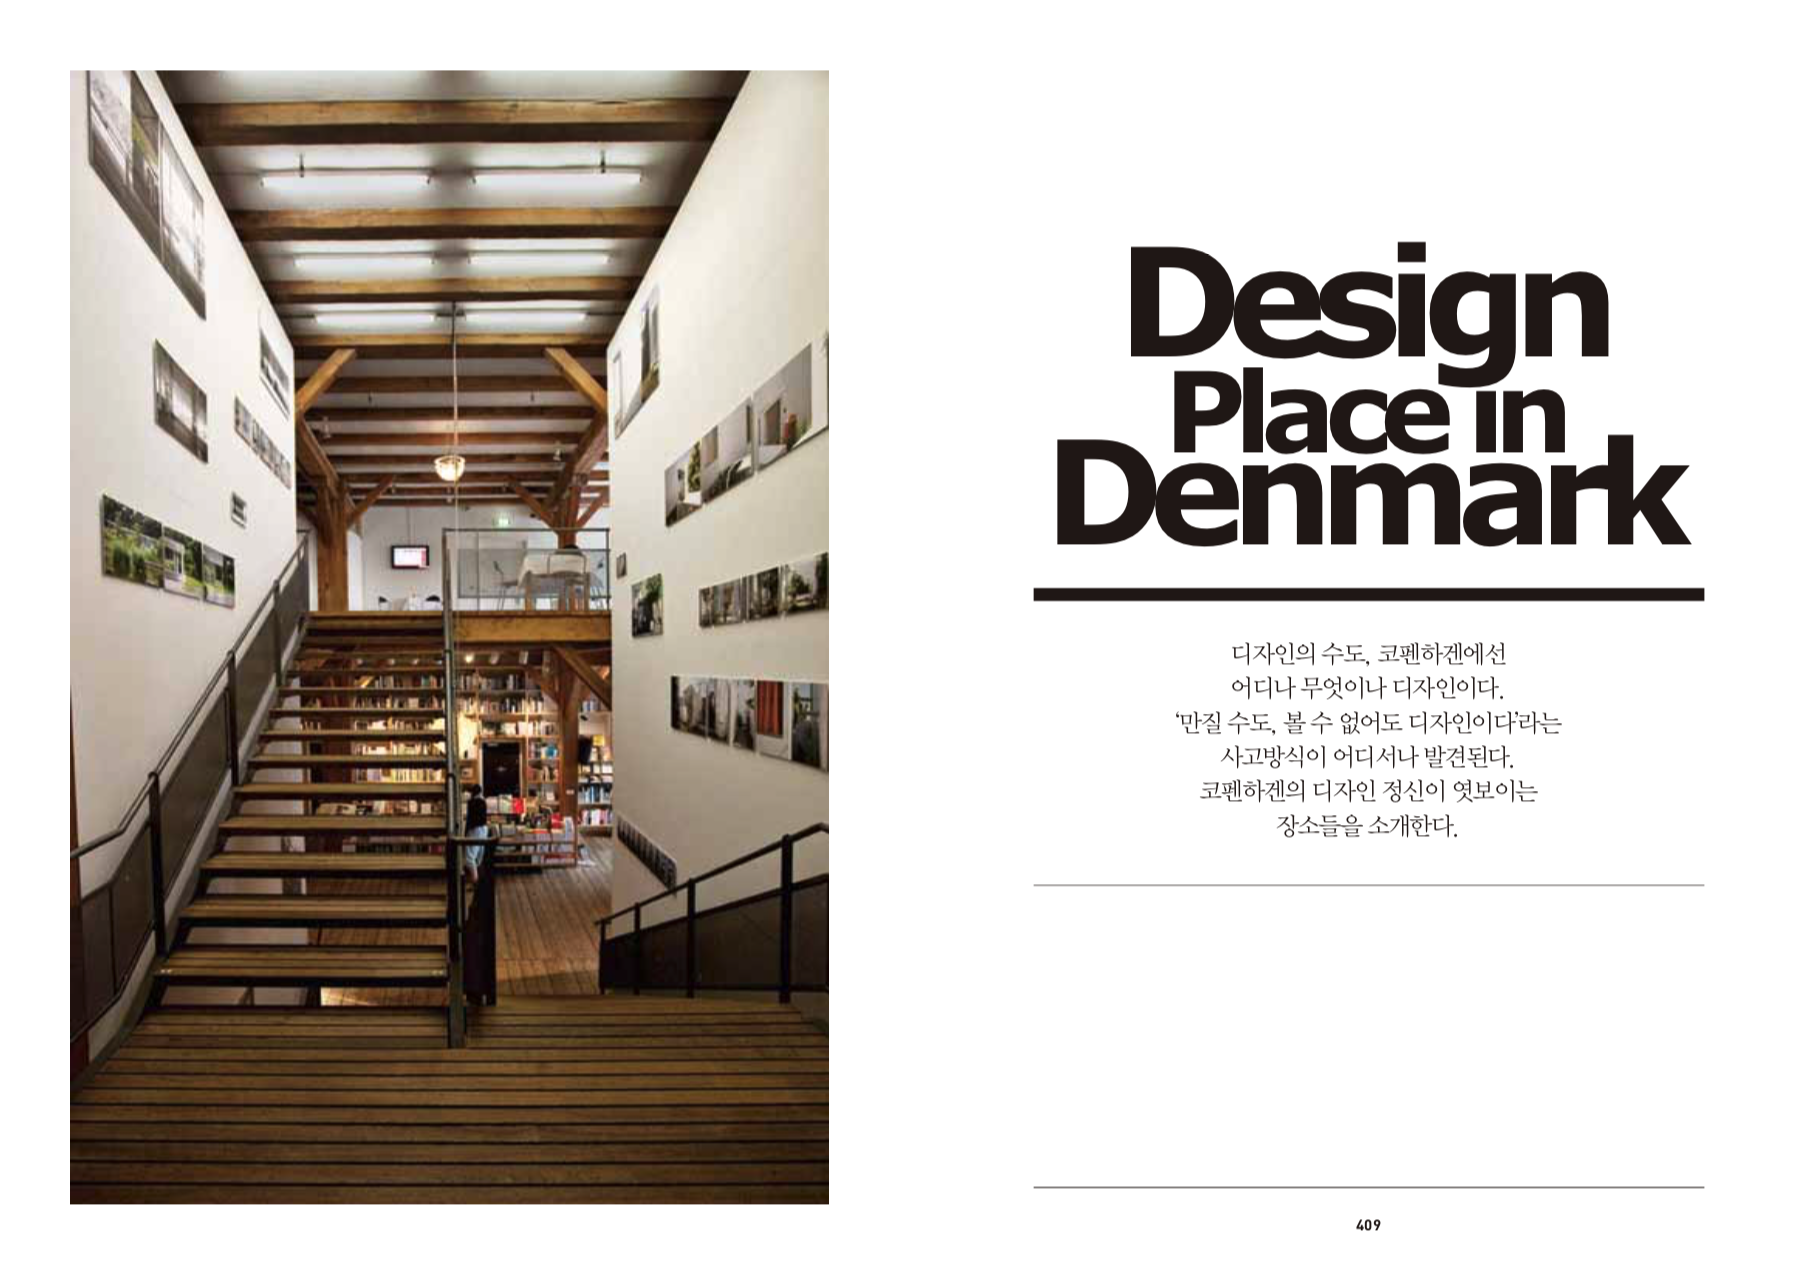 Design
Place in
Denmark
디자인의 수도, 코펜하겐에선
어디나 무엇이나 디자인이다.
‘만질 수도, 볼 수 없어도 디자인이다’라는
사고방식이 어디서나 발견된다.
코펜하겐의 디자인 정신이 엿보이는
장소들을 소개한다.
409